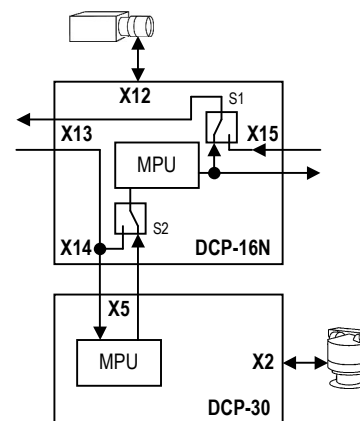 X12
S1
X13
X15
MPU
S2
X14
DCP-16N
X5
MPU
X2
DCP-30